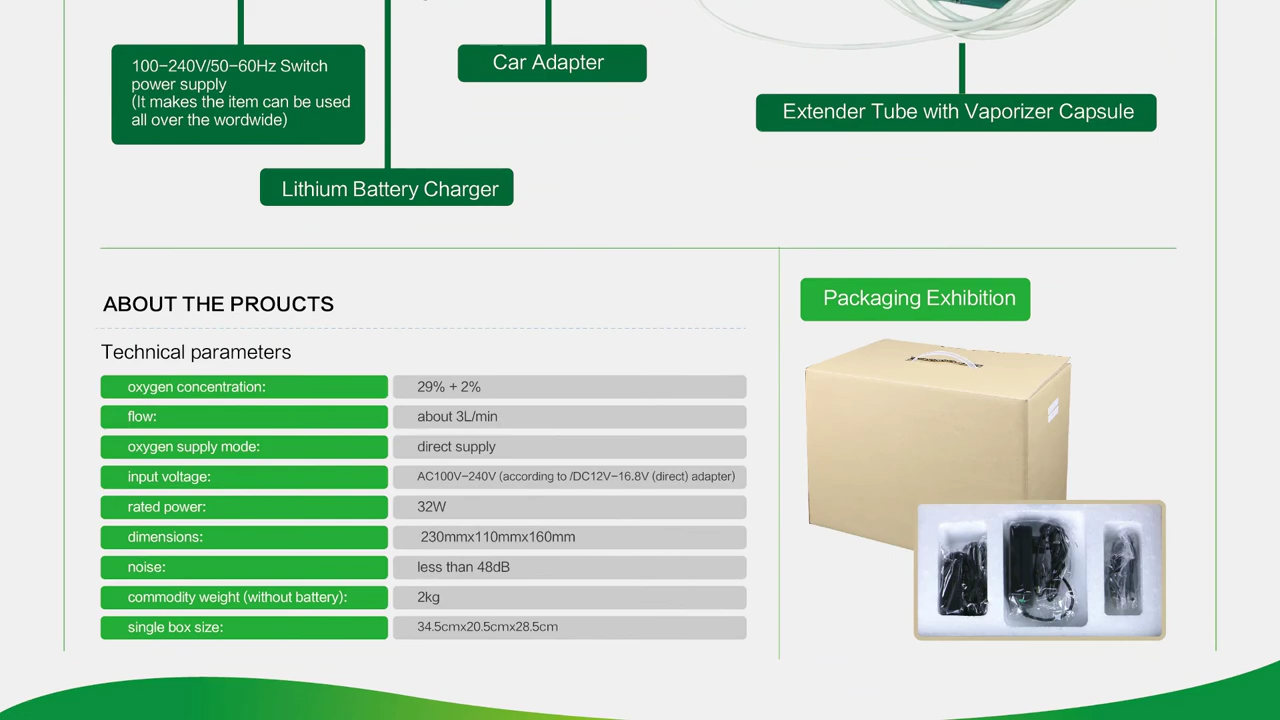 100-240V/50-60Hz Switch
power supply
(It makes the item can be used
all over the wordwide)
Car Adapter
Extender Tube with Vaporizer Capsule
Lithium Battery Charger
ABOUT THE PROUCTS
Technical parameters
oxygen concentration: 29% + 2%
flow: about 3L/min
oxygen supply mode: direct supply
input voltage: AC100V-240V (according to /DC12V-16.8V (direct) adapter)
rated power: 32W
dimensions: 230mmx110mmx160mm
noise: less than 48dB
commodity weight (without battery): 2kg
single box size: 34.5cmx20.5cmx28.5cm
Packaging Exhibition